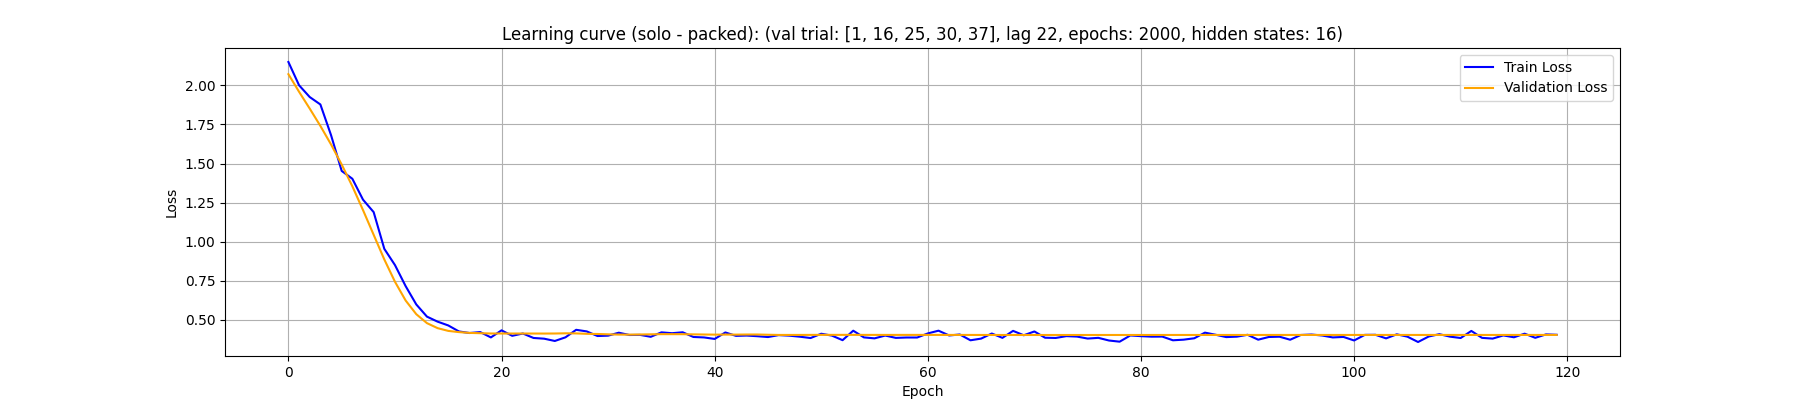 Learning curve (solo - packed): (val trial: [1, 16, 25, 30, 37], lag 22, epochs: 2000, hidden states: 16)
Train Loss
Validation Loss
2.00
1.75
1.50
1.25
1.00
0.75
0.50
Loss
0 20 40 60 80 100 120
Epoch